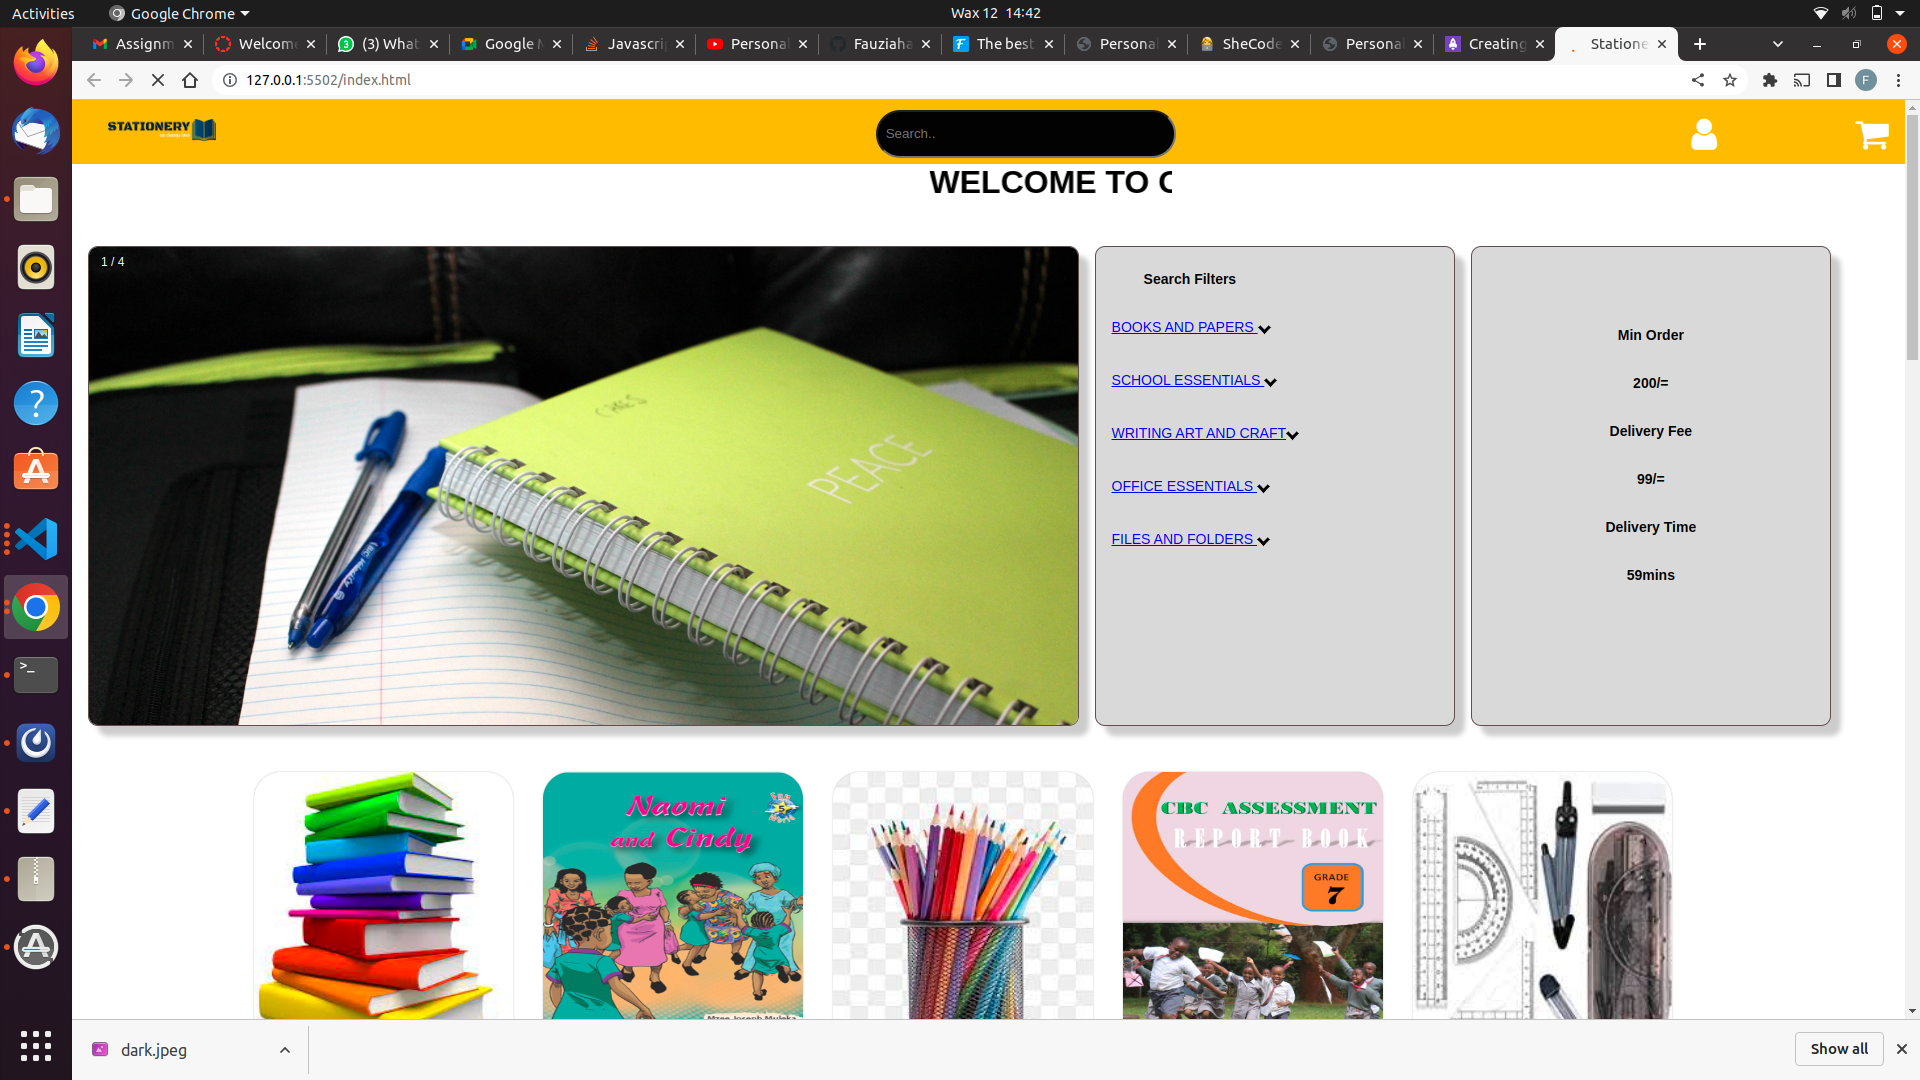 Activities
Google Chrome
Wax 12 14:42
Assignm
Welcome
(3) What
Google M
Javascri
Personal
Fauziaha
The best
Personal
SheCode
Personal
Creating
Statione
127.0.0.1:5502/index.html
F
STATIONERY
Search..
WELCOME TO
1 / 4
PEACE
Search Filters
BOOKS AND PAPERS
SCHOOL ESSENTIALS
WRITING ART AND CRAFT
OFFICE ESSENTIALS
FILES AND FOLDERS
Min Order
200/=
Delivery Fee
99/=
Delivery Time
59mins
Naomi
and Cindy
CBC ASSESSMENT
REPORT BOOK
GRADE
7
dark.jpeg
Show all